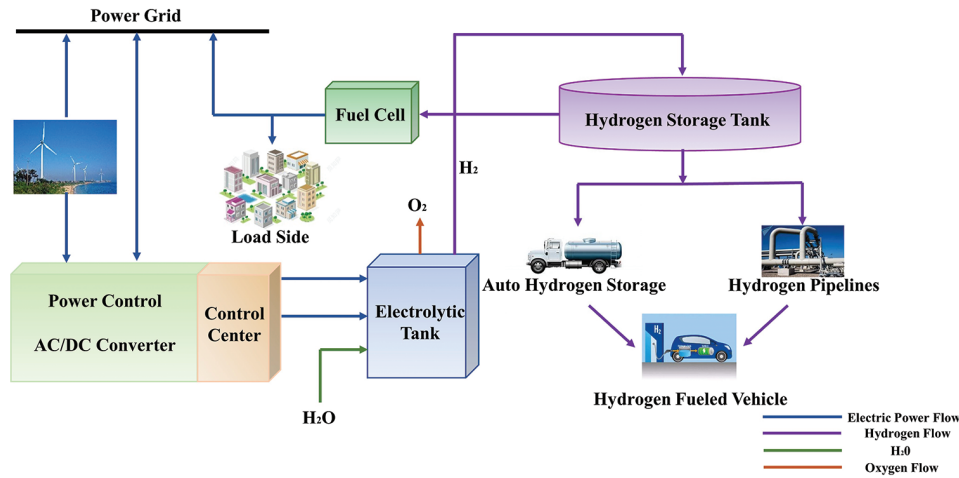 Power Grid
Fuel Cell
Hydrogen Storage Tank
H₂
Load Side
O₂
Auto Hydrogen Storage
Hydrogen Pipelines
Power Control
AC/DC Converter
Control
Center
Electrolytic
Tank
H₂O
H₂
Hydrogen Fueled Vehicle
Electric Power Flow
Hydrogen Flow
H₂0
Oxygen Flow